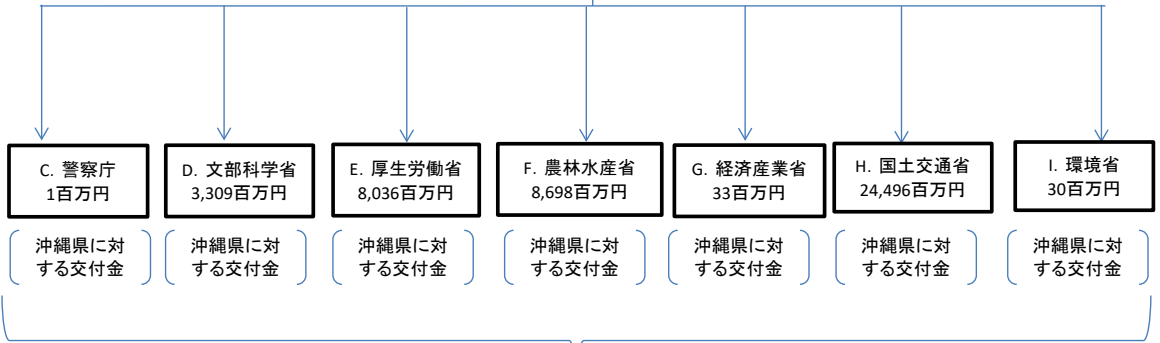 C. 警察庁
1百万円
D. 文部科学省
3,309百万円
E. 厚生労働省
8,036百万円
F. 農林水産省
8,698百万円
G. 経済産業省
33百万円
H. 国土交通省
24,496百万円
I. 環境省
30百万円
沖縄県に対
する交付金
沖縄県に対
する交付金
沖縄県に対
する交付金
沖縄県に対
する交付金
沖縄県に対
する交付金
沖縄県に対
する交付金
沖縄県に対
する交付金